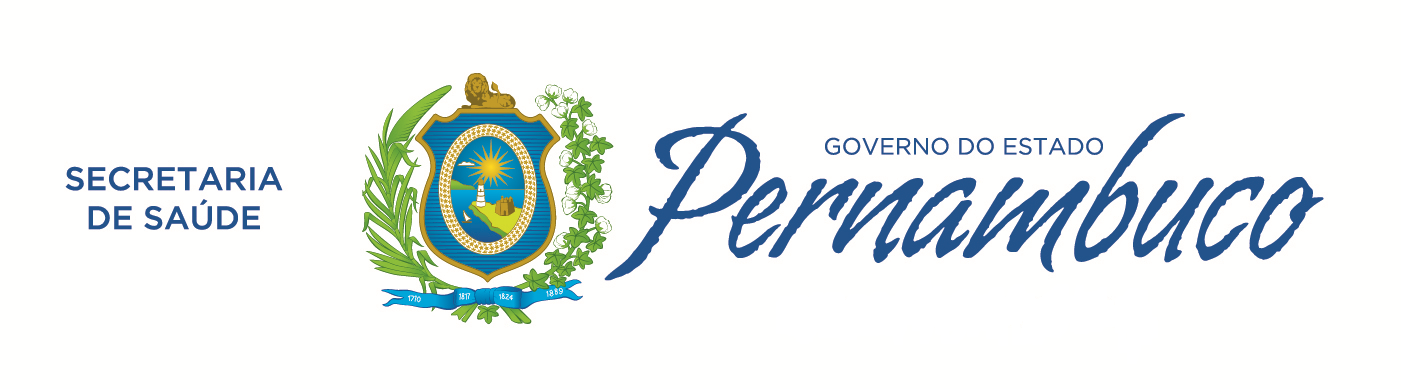 SECRETARIA
DE SAÚDE
GOVERNO DO ESTADO
Pernambuco
1710 1817 1824 1889